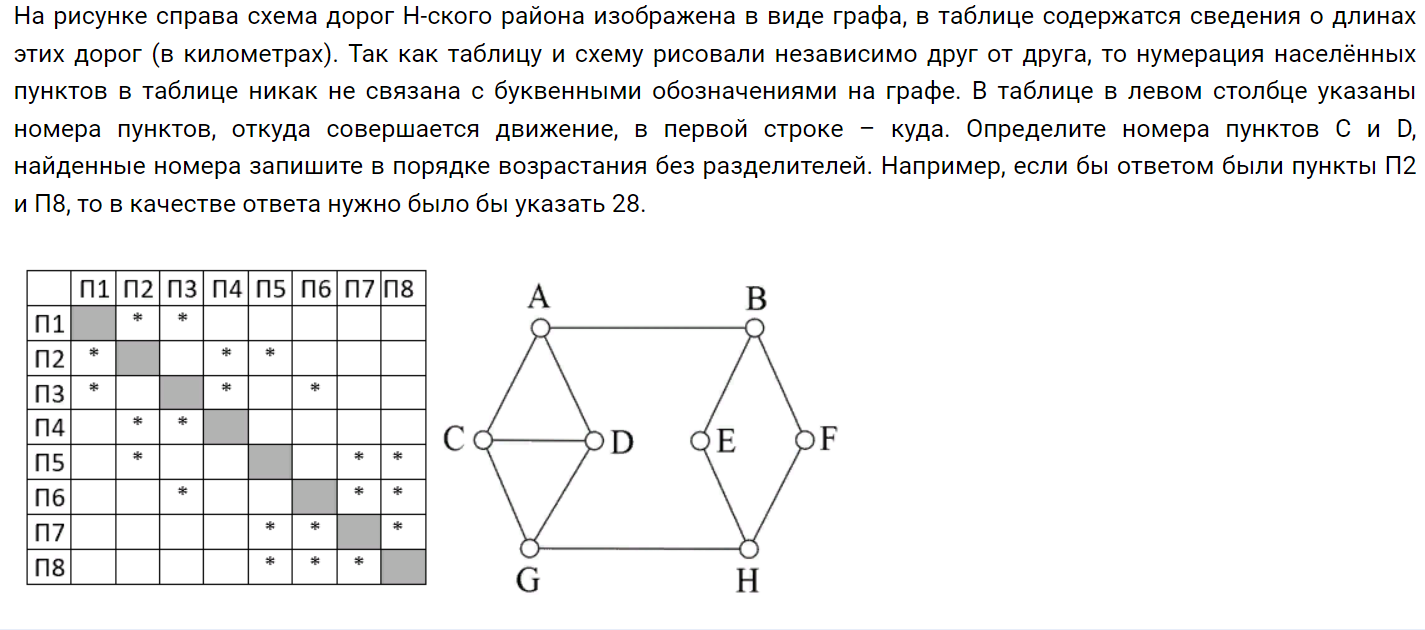 На рисунке справа схема дорог Н-ского района изображена в виде графа, в таблице содержатся сведения о длинах
этих дорог (в километрах). Так как таблицу и схему рисовали независимо друг от друга, то нумерация населённых
пунктов в таблице никак не связана с буквенными обозначениями на графе. В таблице в левом столбце указаны
номера пунктов, откуда совершается движение, в первой строке – куда. Определите номера пунктов C и D,
найденные номера запишите в порядке возрастания без разделителей. Например, если бы ответом были пункты П2
и П8, то в качестве ответа нужно было бы указать 28.
П1 П2 П3 П4 П5 П6 П7 П8
П1 * *
П2 * * *
П3 * * *
П4 * *
П5 * * *
П6 * * *
П7 * * *
П8 * * *
A B
C D E F
G H